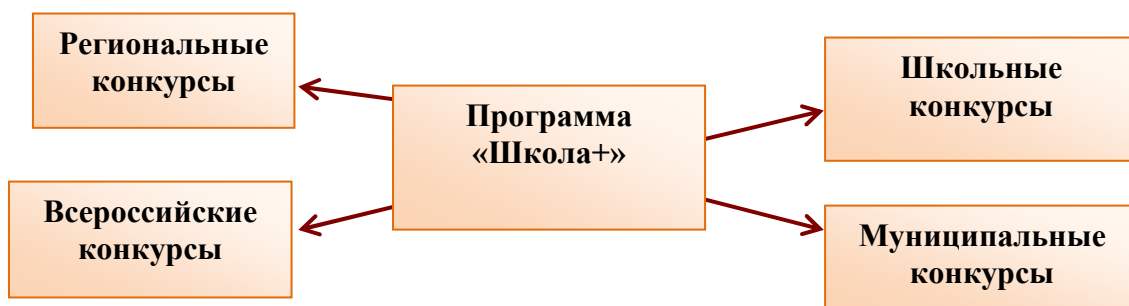 Региональные
конкурсы
Школьные
конкурсы
Программа
«Школа+»
Всероссийские
конкурсы
Муниципальные
конкурсы